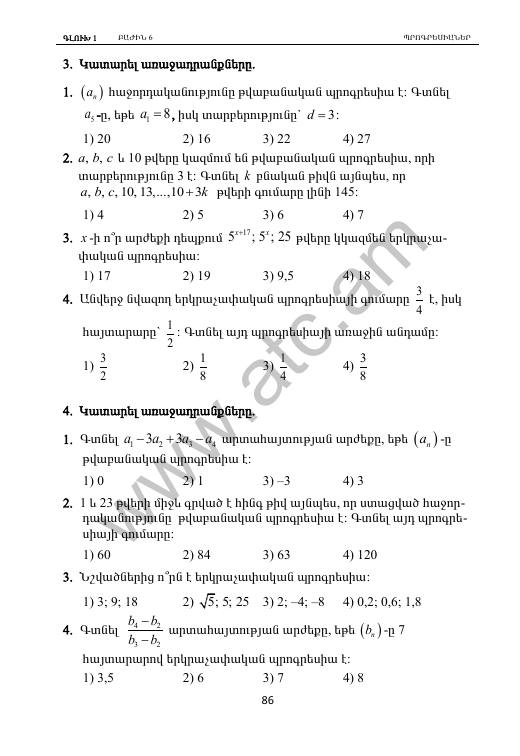 ԳԼՈՒԽ 1 ԲԱԺԻՆ 6 ՊՐՈԳՐԵՍԻԱՆԵՐ
3. Կատարել առաջադրանքները.
1. (aₙ) հաջորդականությունը թվաբանական պրոգրեսիա է: Գտնել
a₅-ը, եթե a₁ = 8, իսկ տարբերությունը՝ d = 3:
1) 20 2) 16 3) 22 4) 27
2. a, b, c և 10 թվերը կազմում են թվաբանական պրոգրեսիա, որի
տարբերությունը 3 է: Գտնել k բնական թիվն այնպես, որ
a, b, c, 10, 13,...,10 + 3k թվերի գումարը լինի 145:
1) 4 2) 5 3) 6 4) 7
3. x -ի ո՞ր արժեքի դեպքում 5ˣ⁺¹⁷; 5ˣ; 25 թվերը կկազմեն երկրաչա-
փական պրոգրեսիա:
1) 17 2) 19 3) 9,5 4) 18
4. Անվերջ նվազող երկրաչափական պրոգրեսիայի գումարը 3/4 է, իսկ
հայտարարը՝ 1/2 : Գտնել այդ պրոգրեսիայի առաջին անդամը:
1) 3/2 2) 1/8 3) 1/4 4) 3/8
4. Կատարել առաջադրանքները.
1. Գտնել a₁ − 3a₂ + 3a₃ − a₄ արտահայտության արժեքը, եթե (aₙ) -ը
թվաբանական պրոգրեսիա է:
1) 0 2) 1 3) –3 4) 3
2. 1 և 23 թվերի միջև գրված է հինգ թիվ այնպես, որ ստացված հաջոր-
դականությունը թվաբանական պրոգրեսիա է: Գտնել այդ պրոգրե-
սիայի գումարը:
1) 60 2) 84 3) 63 4) 120
3. Նշվածներից ո՞րն է երկրաչափական պրոգրեսիա:
1) 3; 9; 18 2) √5; 5; 25 3) 2; –4; –8 4) 0,2; 0,6; 1,8
4. Գտնել (b₄ − b₂)/(b₃ − b₂) արտահայտության արժեքը, եթե (bₙ) -ը 7
հայտարարով երկրաչափական պրոգրեսիա է:
1) 3,5 2) 6 3) 7 4) 8
86
www.atc.am